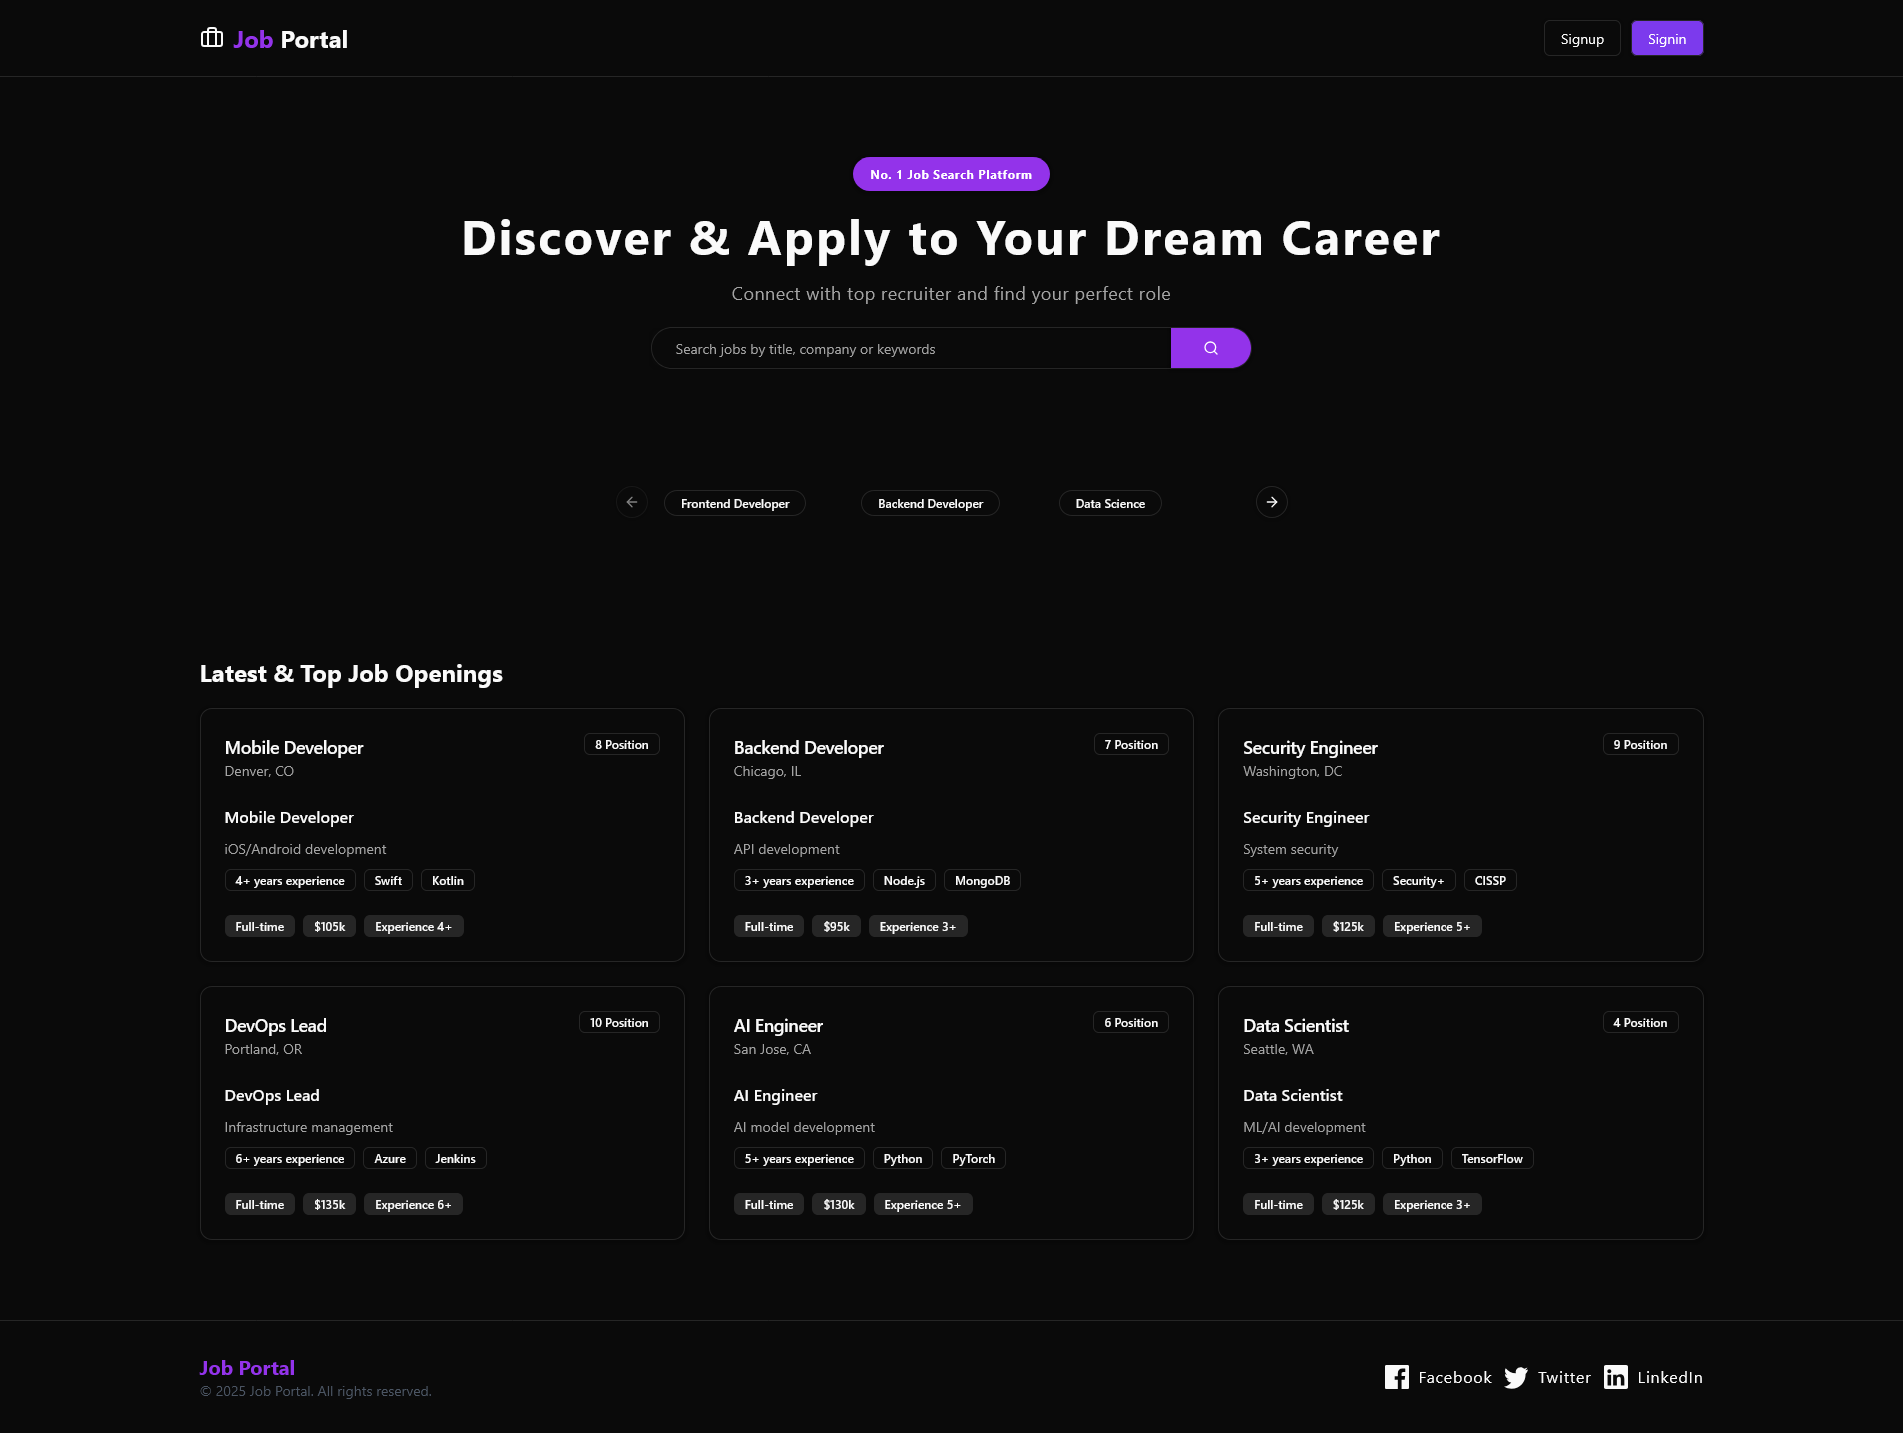 Job Portal
Signup Signin
No. 1 Job Search Platform
Discover & Apply to Your Dream Career
Connect with top recruiter and find your perfect role
Search jobs by title, company or keywords
Frontend Developer Backend Developer Data Science
Latest & Top Job Openings
Mobile Developer 8 Position
Denver, CO
Mobile Developer
iOS/Android development
4+ years experience Swift Kotlin
Full-time $105k Experience 4+
Backend Developer 7 Position
Chicago, IL
Backend Developer
API development
3+ years experience Node.js MongoDB
Full-time $95k Experience 3+
Security Engineer 9 Position
Washington, DC
Security Engineer
System security
5+ years experience Security+ CISSP
Full-time $125k Experience 5+
DevOps Lead 10 Position
Portland, OR
DevOps Lead
Infrastructure management
6+ years experience Azure Jenkins
Full-time $135k Experience 6+
AI Engineer 6 Position
San Jose, CA
AI Engineer
AI model development
5+ years experience Python PyTorch
Full-time $130k Experience 5+
Data Scientist 4 Position
Seattle, WA
Data Scientist
ML/AI development
3+ years experience Python TensorFlow
Full-time $125k Experience 3+
Job Portal
© 2025 Job Portal. All rights reserved.
Facebook Twitter LinkedIn